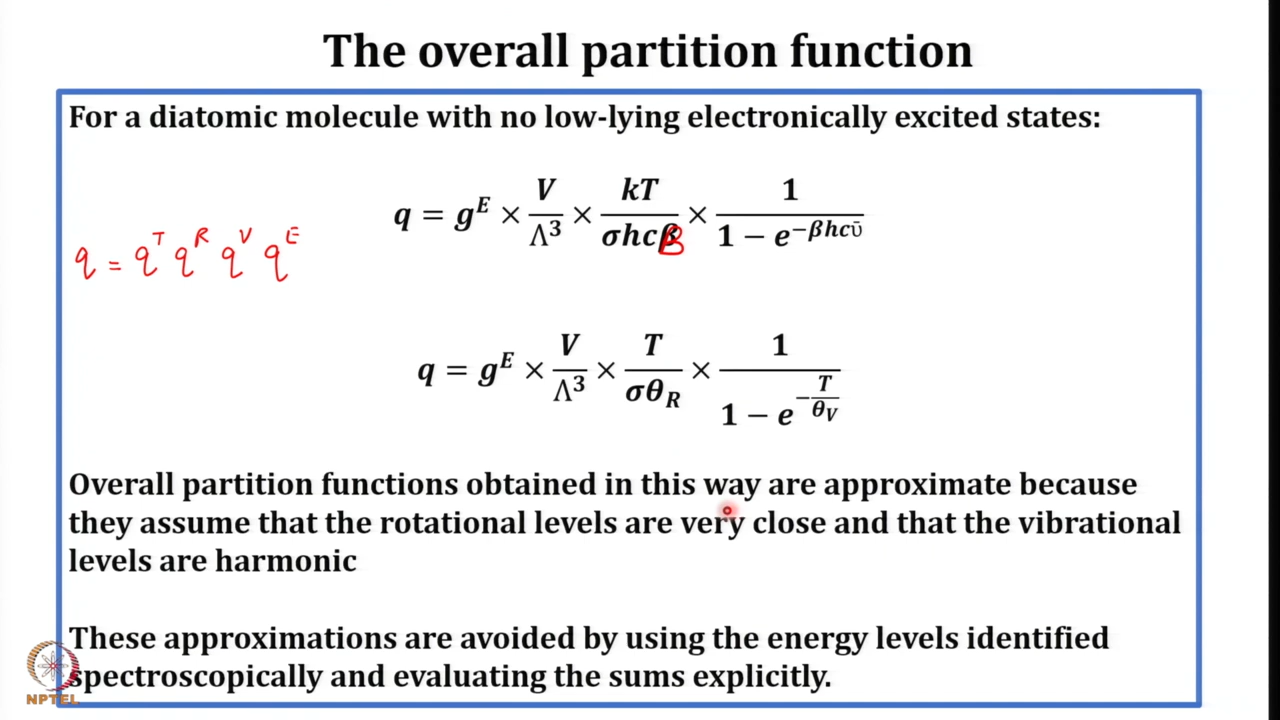 The overall partition function
For a diatomic molecule with no low-lying electronically excited states:
q = g^E × V/Λ^3 × kT/σhcB × 1/(1 − e^(−βhcῡ))
q = q^T q^R q^V q^E
q = g^E × V/Λ^3 × T/σθ_R × 1/(1 − e^(−T/θ_V))
Overall partition functions obtained in this way are approximate because
they assume that the rotational levels are very close and that the vibrational
levels are harmonic
These approximations are avoided by using the energy levels identified
spectroscopically and evaluating the sums explicitly.
NPTEL